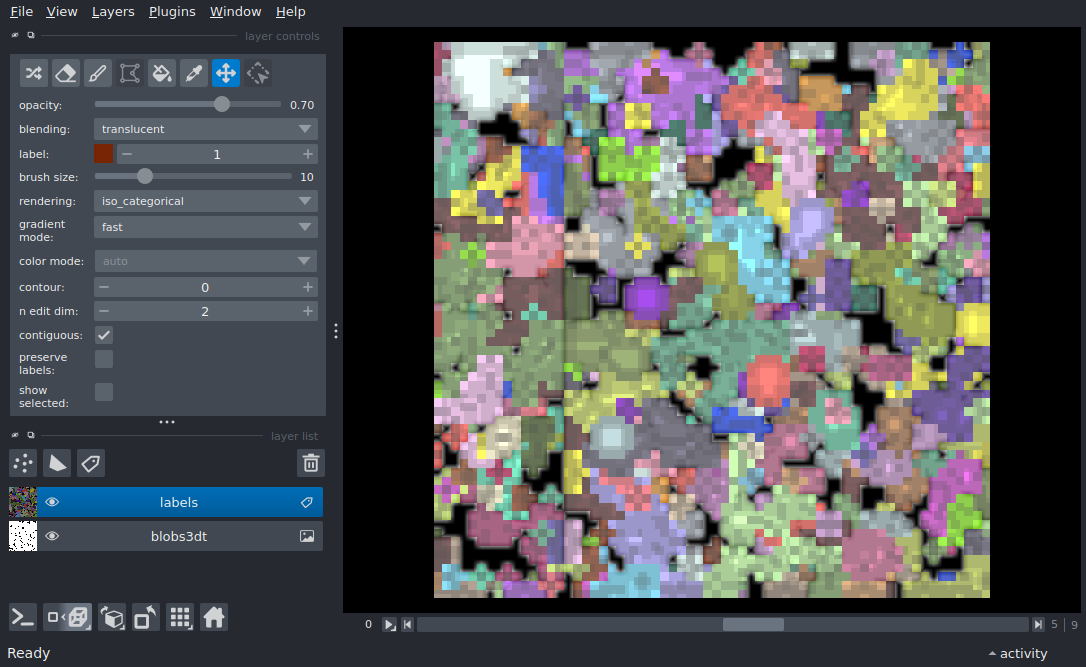 File View Layers Plugins Window Help
layer controls
opacity: 0.70
blending: translucent
label: 1
brush size: 10
rendering: iso_categorical
gradient
mode: fast
color mode: auto
contour: 0
n edit dim: 2
contiguous:
preserve
labels:
show
selected:
layer list
labels
blobs3dt
0 5 | 9
Ready activity